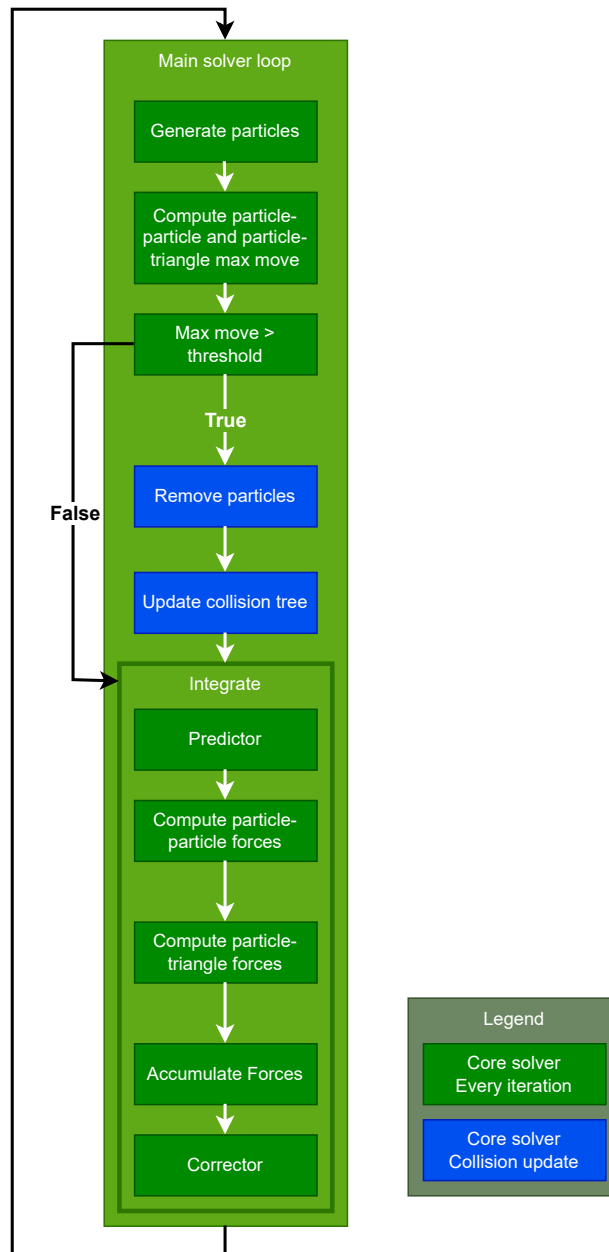 Main solver loop
Generate particles
Compute particle-
particle and particle-
triangle max move
Max move >
threshold
True
Remove particles
False
Update collision tree
Integrate
Predictor
Compute particle-
particle forces
Compute particle-
triangle forces
Accumulate Forces
Corrector
Legend
Core solver
Every iteration
Core solver
Collision update